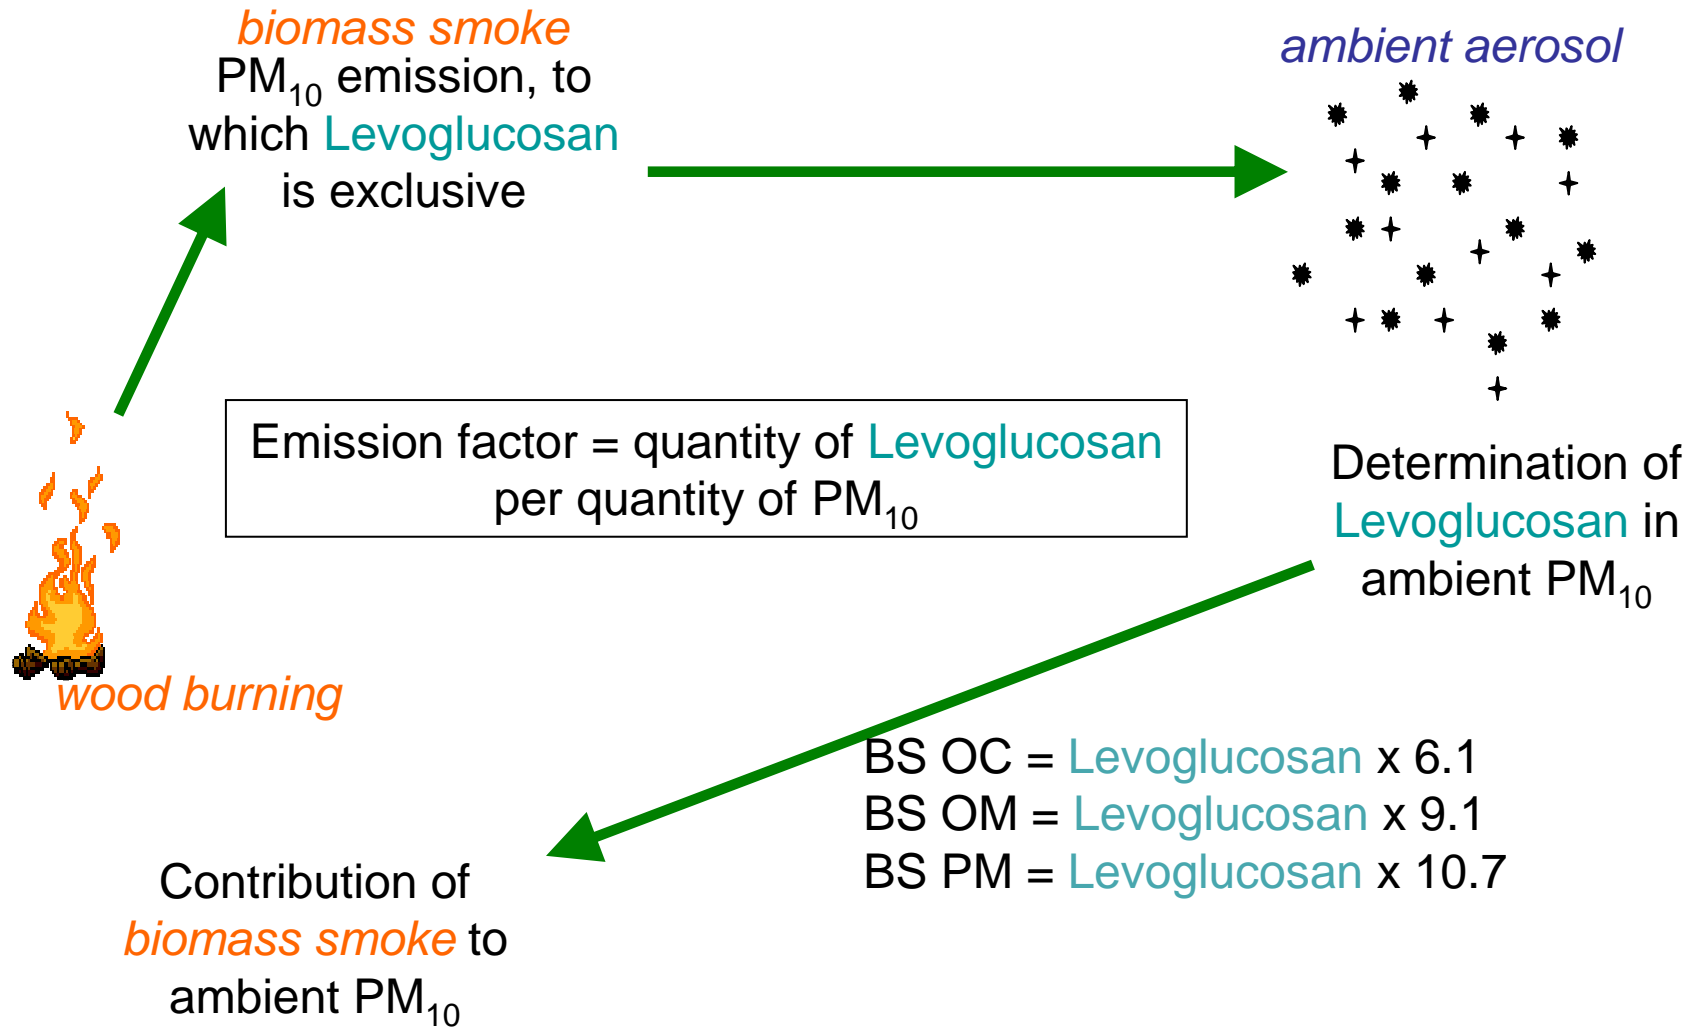 biomass smoke
PM₁₀ emission, to
which Levoglucosan
is exclusive
ambient aerosol
Emission factor = quantity of Levoglucosan
per quantity of PM₁₀
Determination of
Levoglucosan in
ambient PM₁₀
wood burning
BS OC = Levoglucosan x 6.1
BS OM = Levoglucosan x 9.1
BS PM = Levoglucosan x 10.7
Contribution of
biomass smoke to
ambient PM₁₀